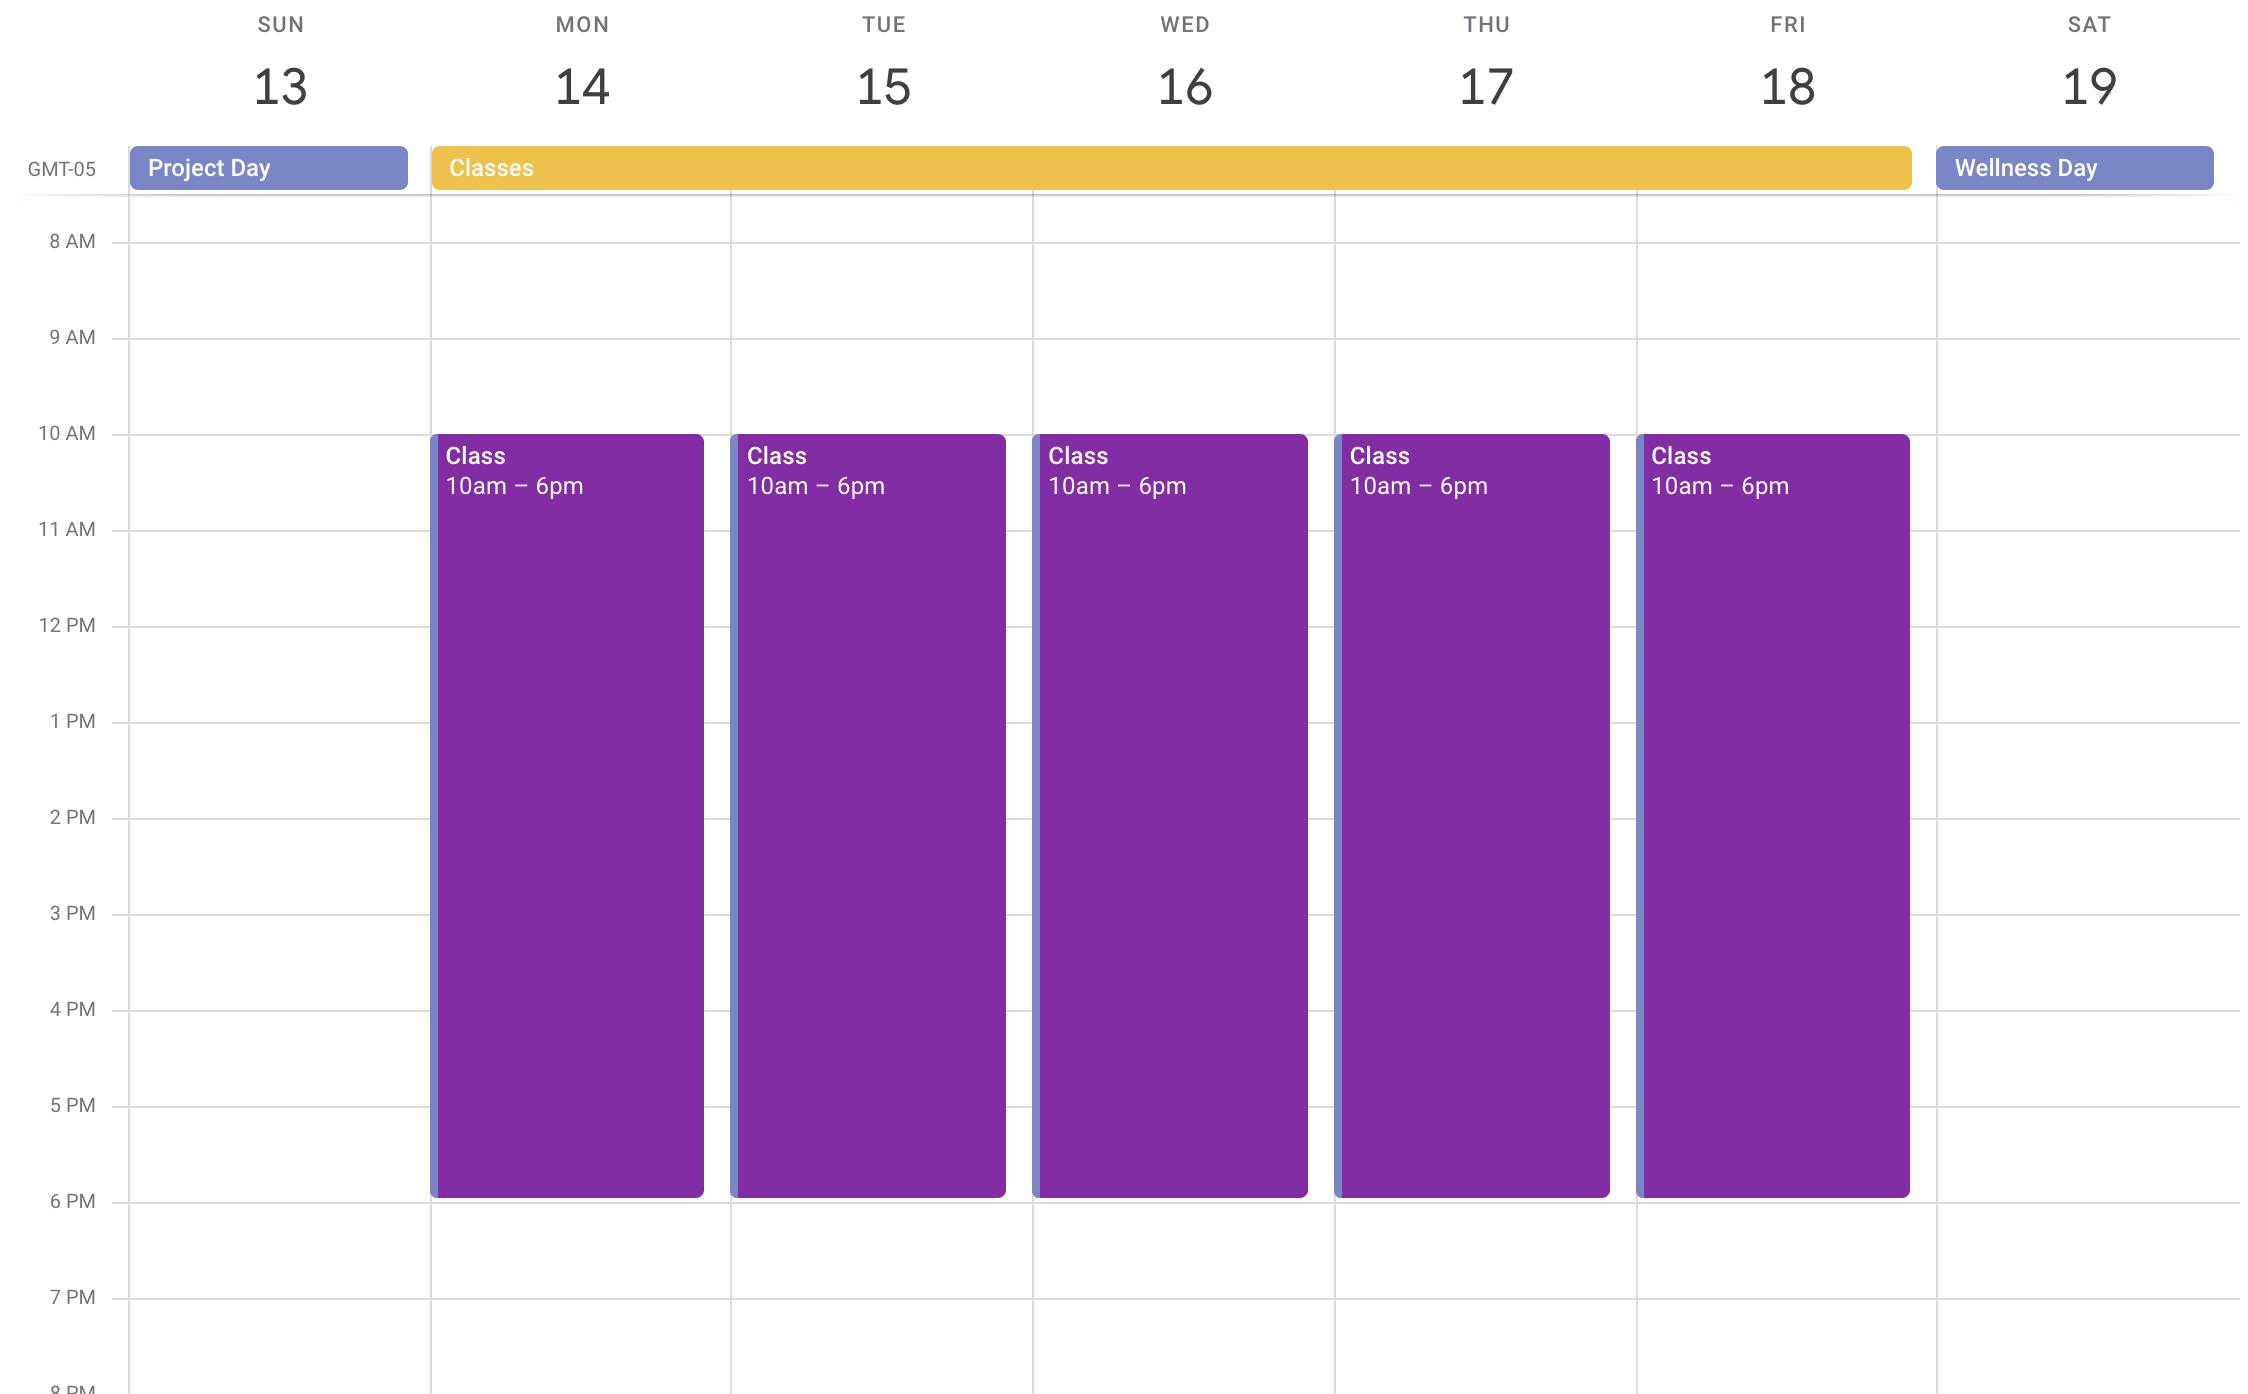 SUN MON TUE WED THU FRI SAT
13 14 15 16 17 18 19
GMT-05 Project Day Classes Wellness Day
8 AM
9 AM
10 AM
Class Class Class Class Class
10am – 6pm 10am – 6pm 10am – 6pm 10am – 6pm 10am – 6pm
11 AM
12 PM
1 PM
2 PM
3 PM
4 PM
5 PM
6 PM
7 PM
8 PM